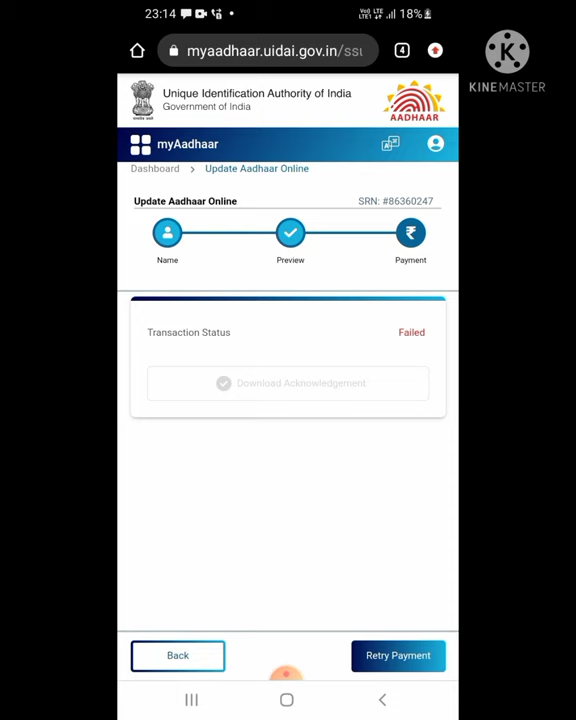 23:14
18%
myaadhaar.uidai.gov.in/ssu
4
K
KINEMASTER
Unique Identification Authority of India
Government of India
AADHAAR
myAadhaar
Dashboard > Update Aadhaar Online
Update Aadhaar Online
SRN: #86360247
₹
Name
Preview
Payment
Transaction Status
Failed
Download Acknowledgement
Back
Retry Payment